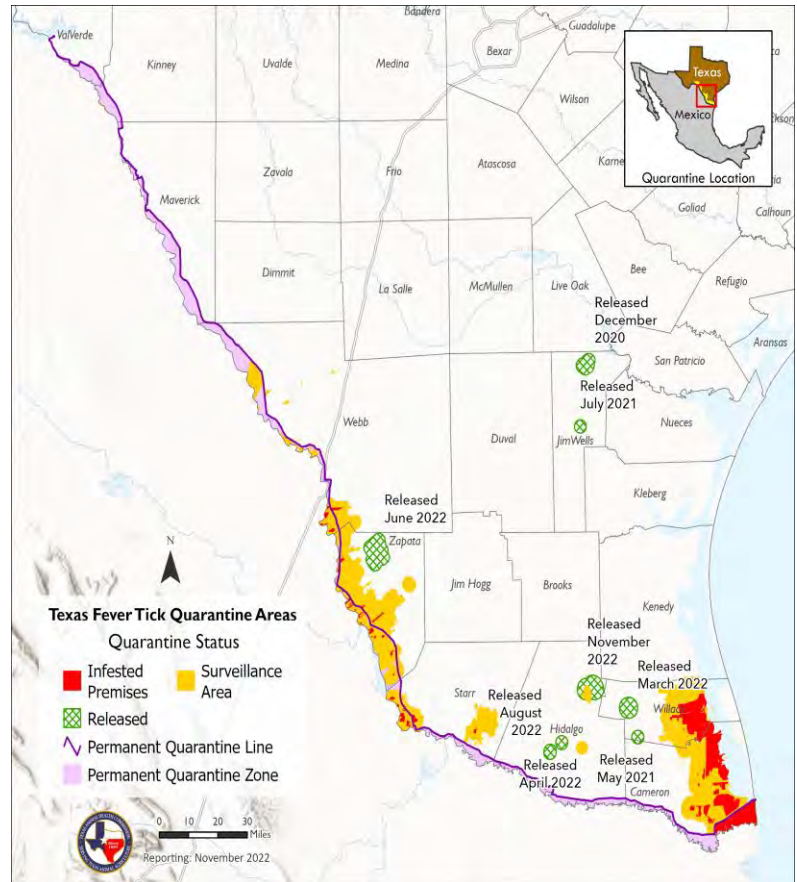 Bandera
Guadalupe
ValVerde
Bexar
Kinney
Uvalde
Medina
Wilson
Texas
Mexico
Quarantine Location
Zavala
Frio
Atascosa
Maverick
Goliad
Calhoun
Dimmit
La Salle
McMullen
Live Oak
Bee
Refugio
Released
December
2020
Aransas
San Patricio
Released
July 2021
Webb
Duval
JimWells
Nueces
Kleberg
Released
June 2022
Zapata
N
Jim Hogg
Brooks
Kenedy
Texas Fever Tick Quarantine Areas
Quarantine Status
Infested
Premises
Surveillance
Area
Released
Permanent Quarantine Line
Permanent Quarantine Zone
Released
November
2022
Released
March 2022
Starr
Released
August
2022
Hidalgo
Released
April,2022
Released
May 2021
Cameron
0 10 20 30
Miles
Reporting: November 2022